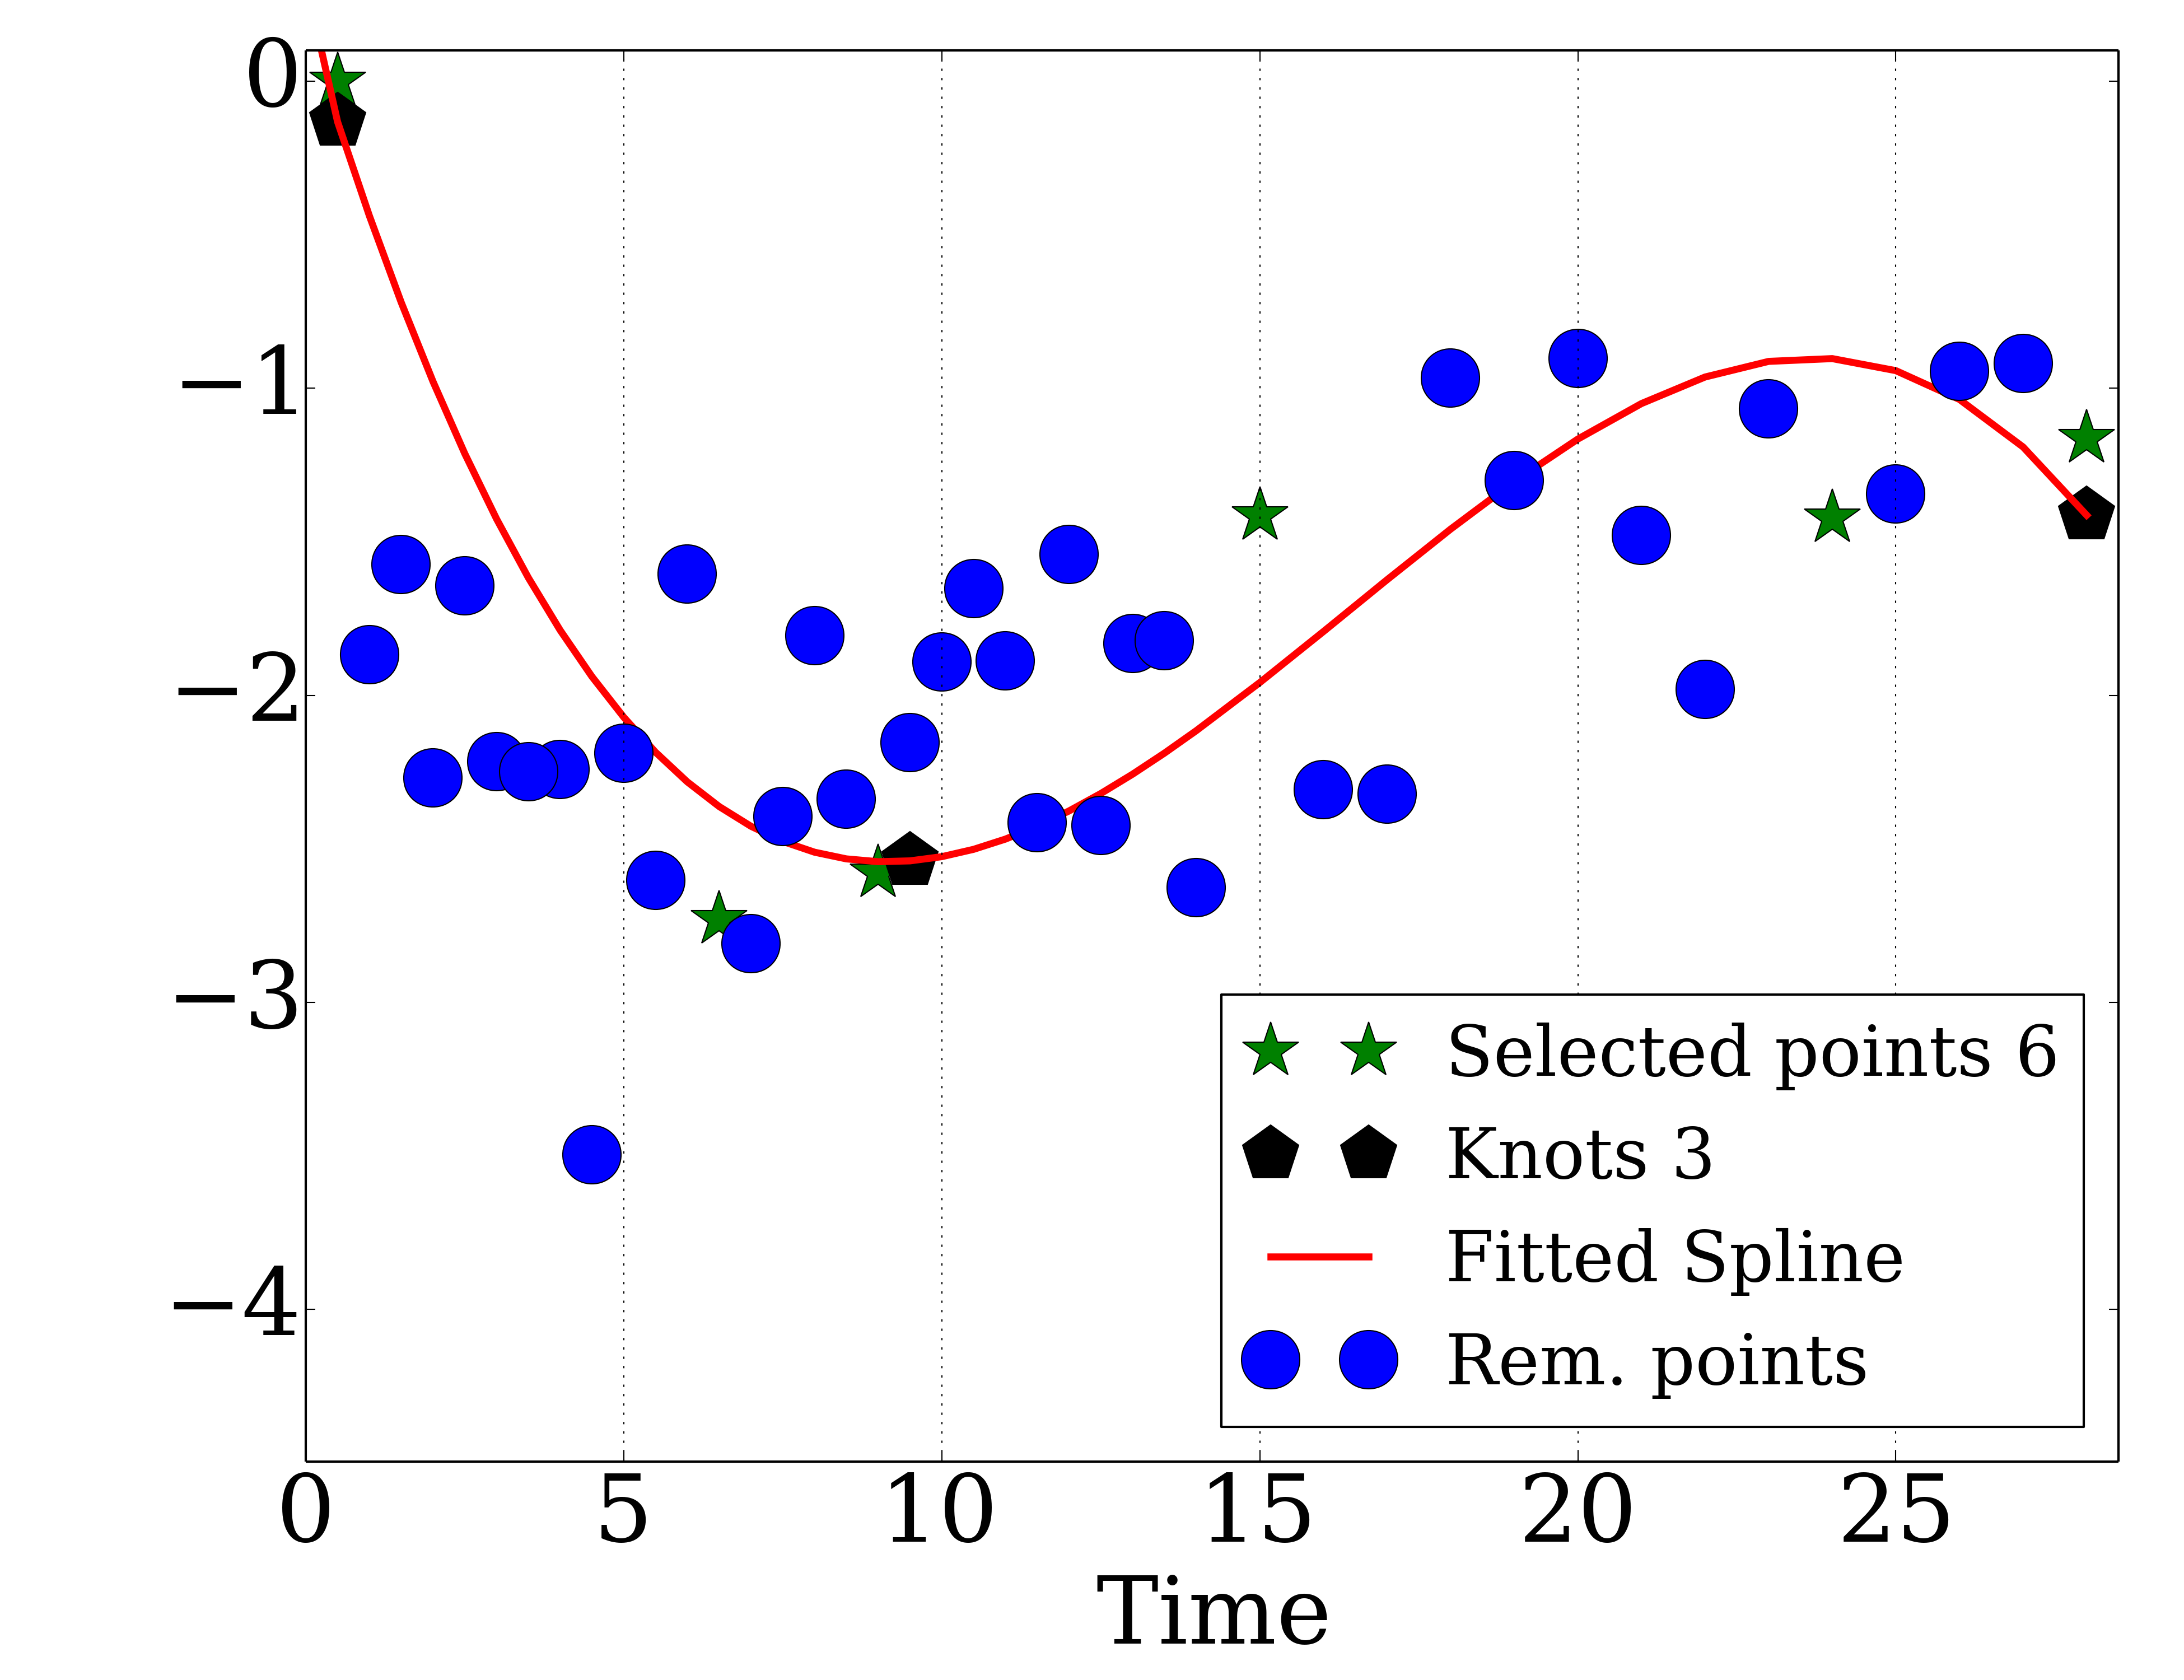 0
−1
−2
−3
−4
Selected points 6
Knots 3
Fitted Spline
Rem. points
0 5 10 15 20 25
Time